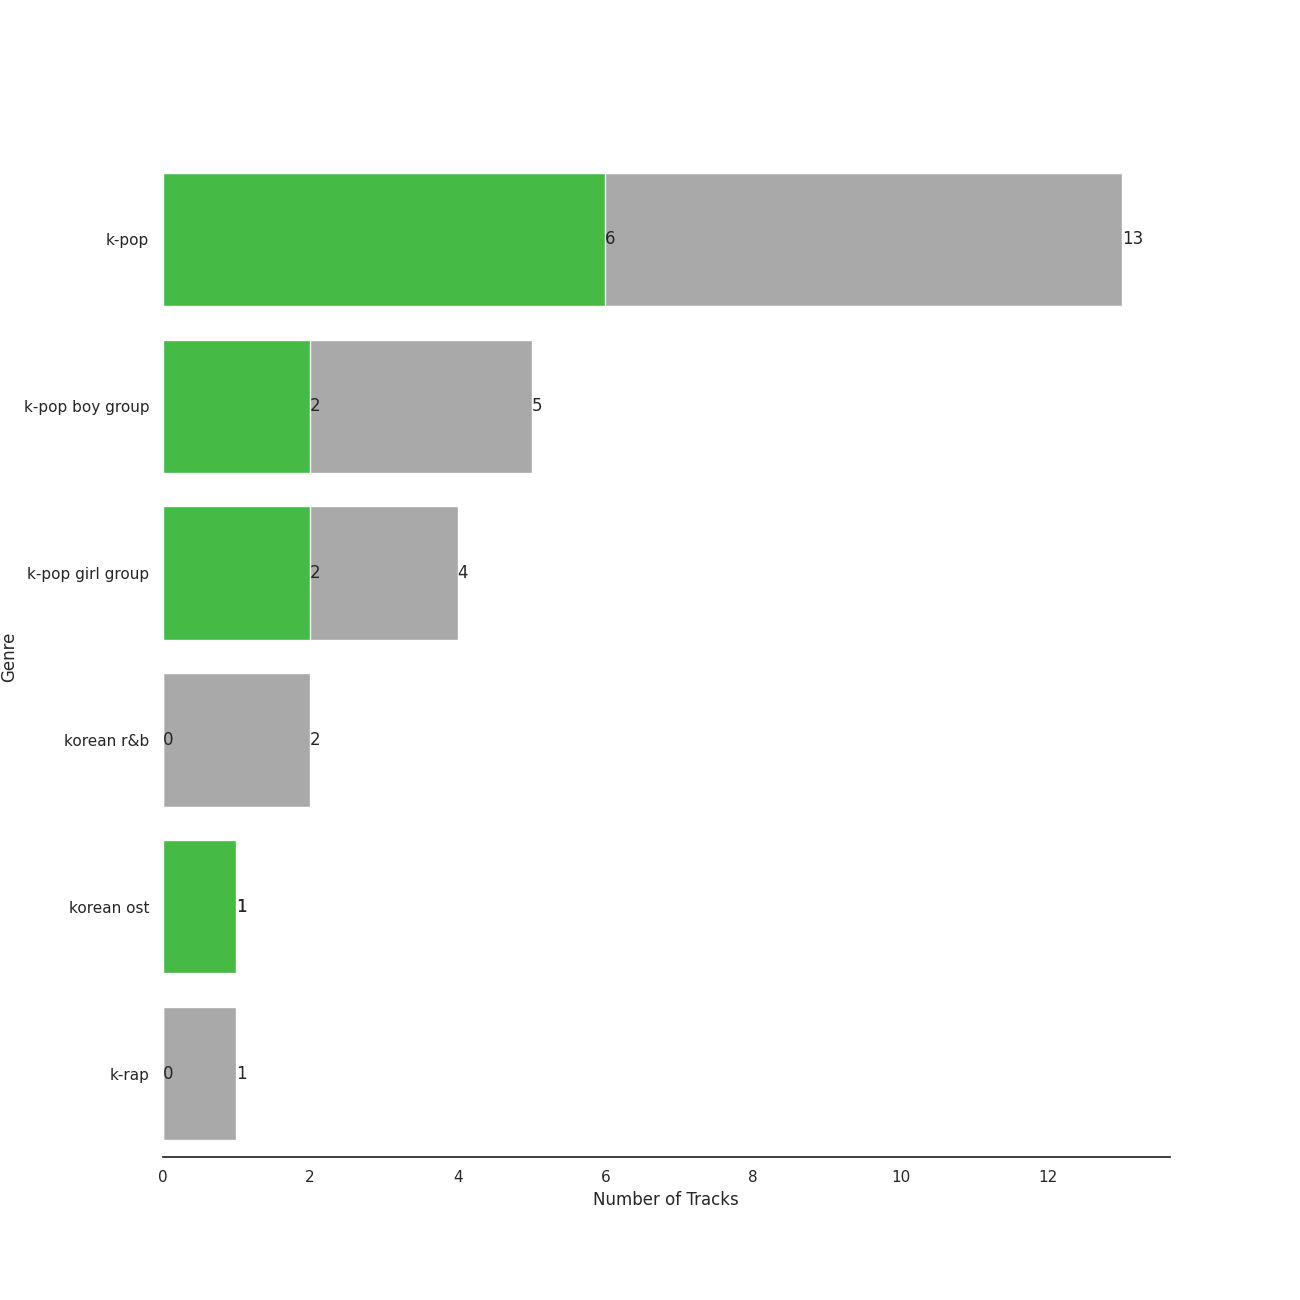 k-pop 6 13
k-pop boy group 2 5
k-pop girl group 2 4
Genre
korean r&b 0 2
korean ost 1
k-rap 0 1
0 2 4 6 8 10 12
Number of Tracks